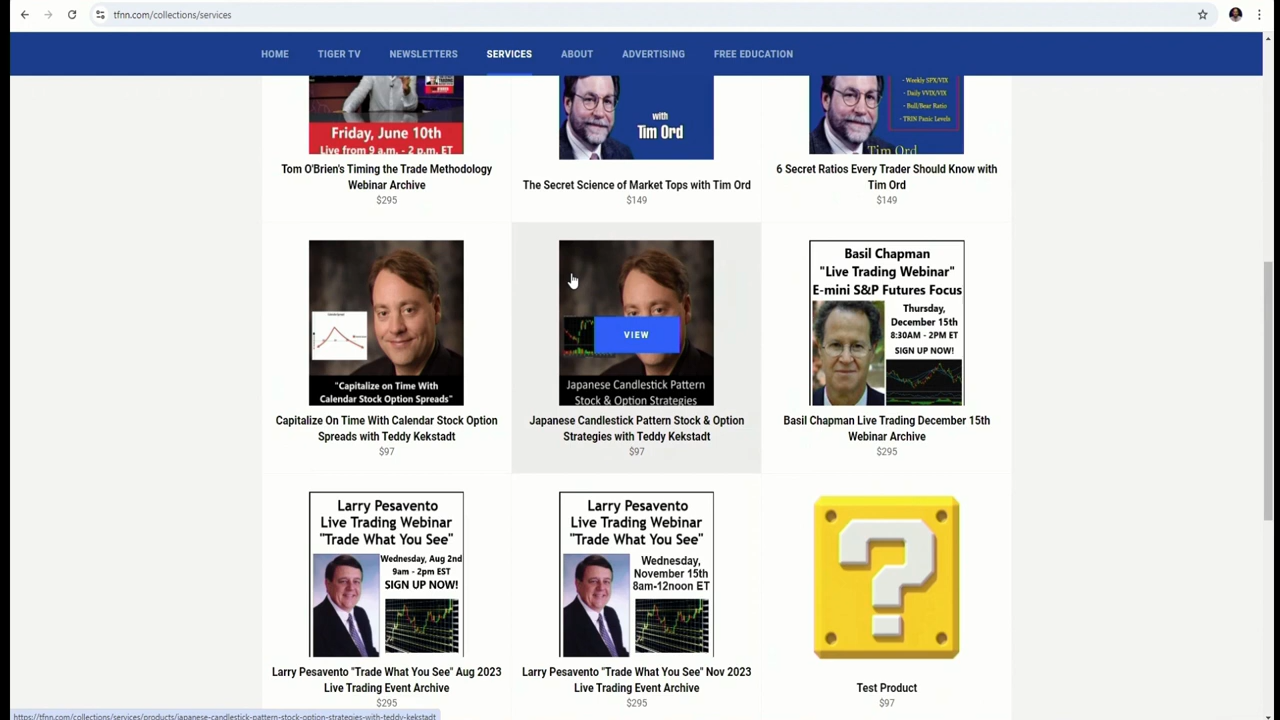 tfnn.com/collections/services
HOME TIGER TV NEWSLETTERS SERVICES ABOUT ADVERTISING FREE EDUCATION
Friday, June 10th
Live from 9 a.m. - 2 p.m. ET
Tom O'Brien's Timing the Trade Methodology
Webinar Archive
$295
with
Tim Ord
The Secret Science of Market Tops with Tim Ord
$149
- Weekly SPX/VIX
- Daily VVIX/VIX
- Bull/Bear Ratio
- TRIN Panic Levels
Tim Ord
6 Secret Ratios Every Trader Should Know with
Tim Ord
$149
"Capitalize on Time With
Calendar Stock Option Spreads"
Capitalize On Time With Calendar Stock Option
Spreads with Teddy Kekstadt
$97
VIEW
Japanese Candlestick Pattern
Stock & Option Strategies
Japanese Candlestick Pattern Stock & Option
Strategies with Teddy Kekstadt
$97
Basil Chapman
"Live Trading Webinar"
E-mini S&P Futures Focus
Thursday,
December 15th
8:30AM - 2PM ET
SIGN UP NOW!
Basil Chapman Live Trading December 15th
Webinar Archive
$295
Larry Pesavento
Live Trading Webinar
"Trade What You See"
Wednesday, Aug 2nd
9am - 2pm EST
SIGN UP NOW!
Larry Pesavento "Trade What You See" Aug 2023
Live Trading Event Archive
$295
Larry Pesavento
Live Trading Webinar
"Trade What You See"
Wednesday,
November 15th
8am-12noon ET
Larry Pesavento "Trade What You See" Nov 2023
Live Trading Event Archive
$295
?
Test Product
$97
https://tfnn.com/collections/services/products/japanese-candlestick-pattern-stock-option-strategies-with-teddy-kekstadt